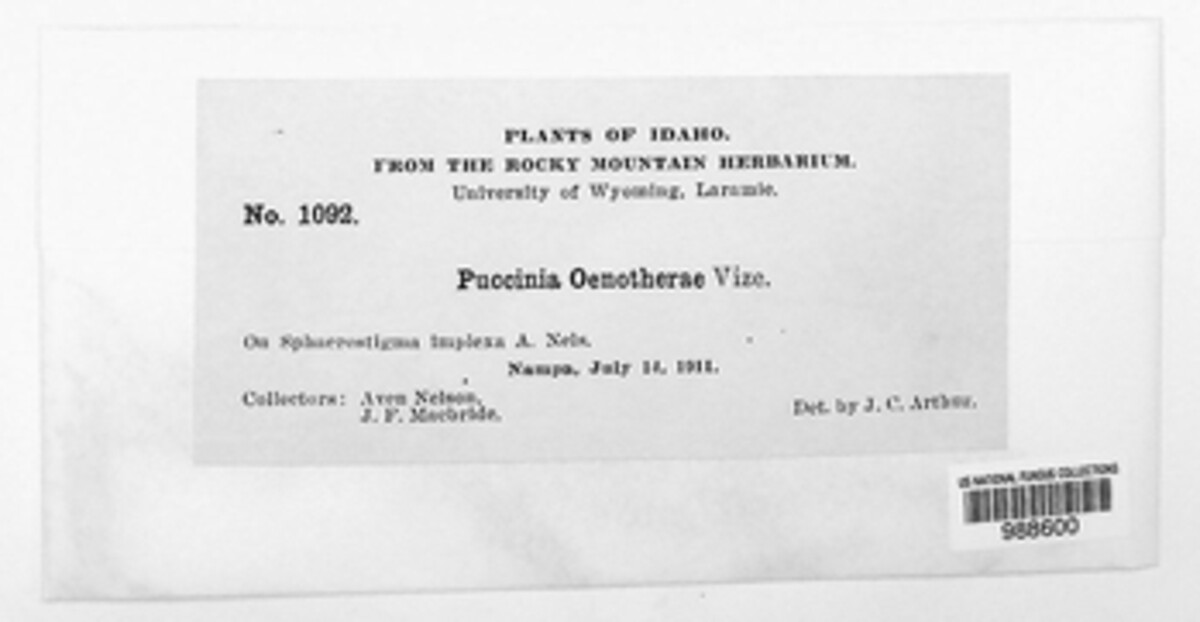 PLANTS OF IDAHO.
FROM THE ROCKY MOUNTAIN HERBARIUM.
University of Wyoming, Laramie.
No. 1092.
Puccinia Oenotherae Vize.
On Sphaerostigma implexa A. Nels.
Nampa, July 1911.
Collectors: Aven Nelson,
J. F. Macbride.
Det. by J. C. Arthur.
US NATIONAL FUNGUS COLLECTIONS
988600